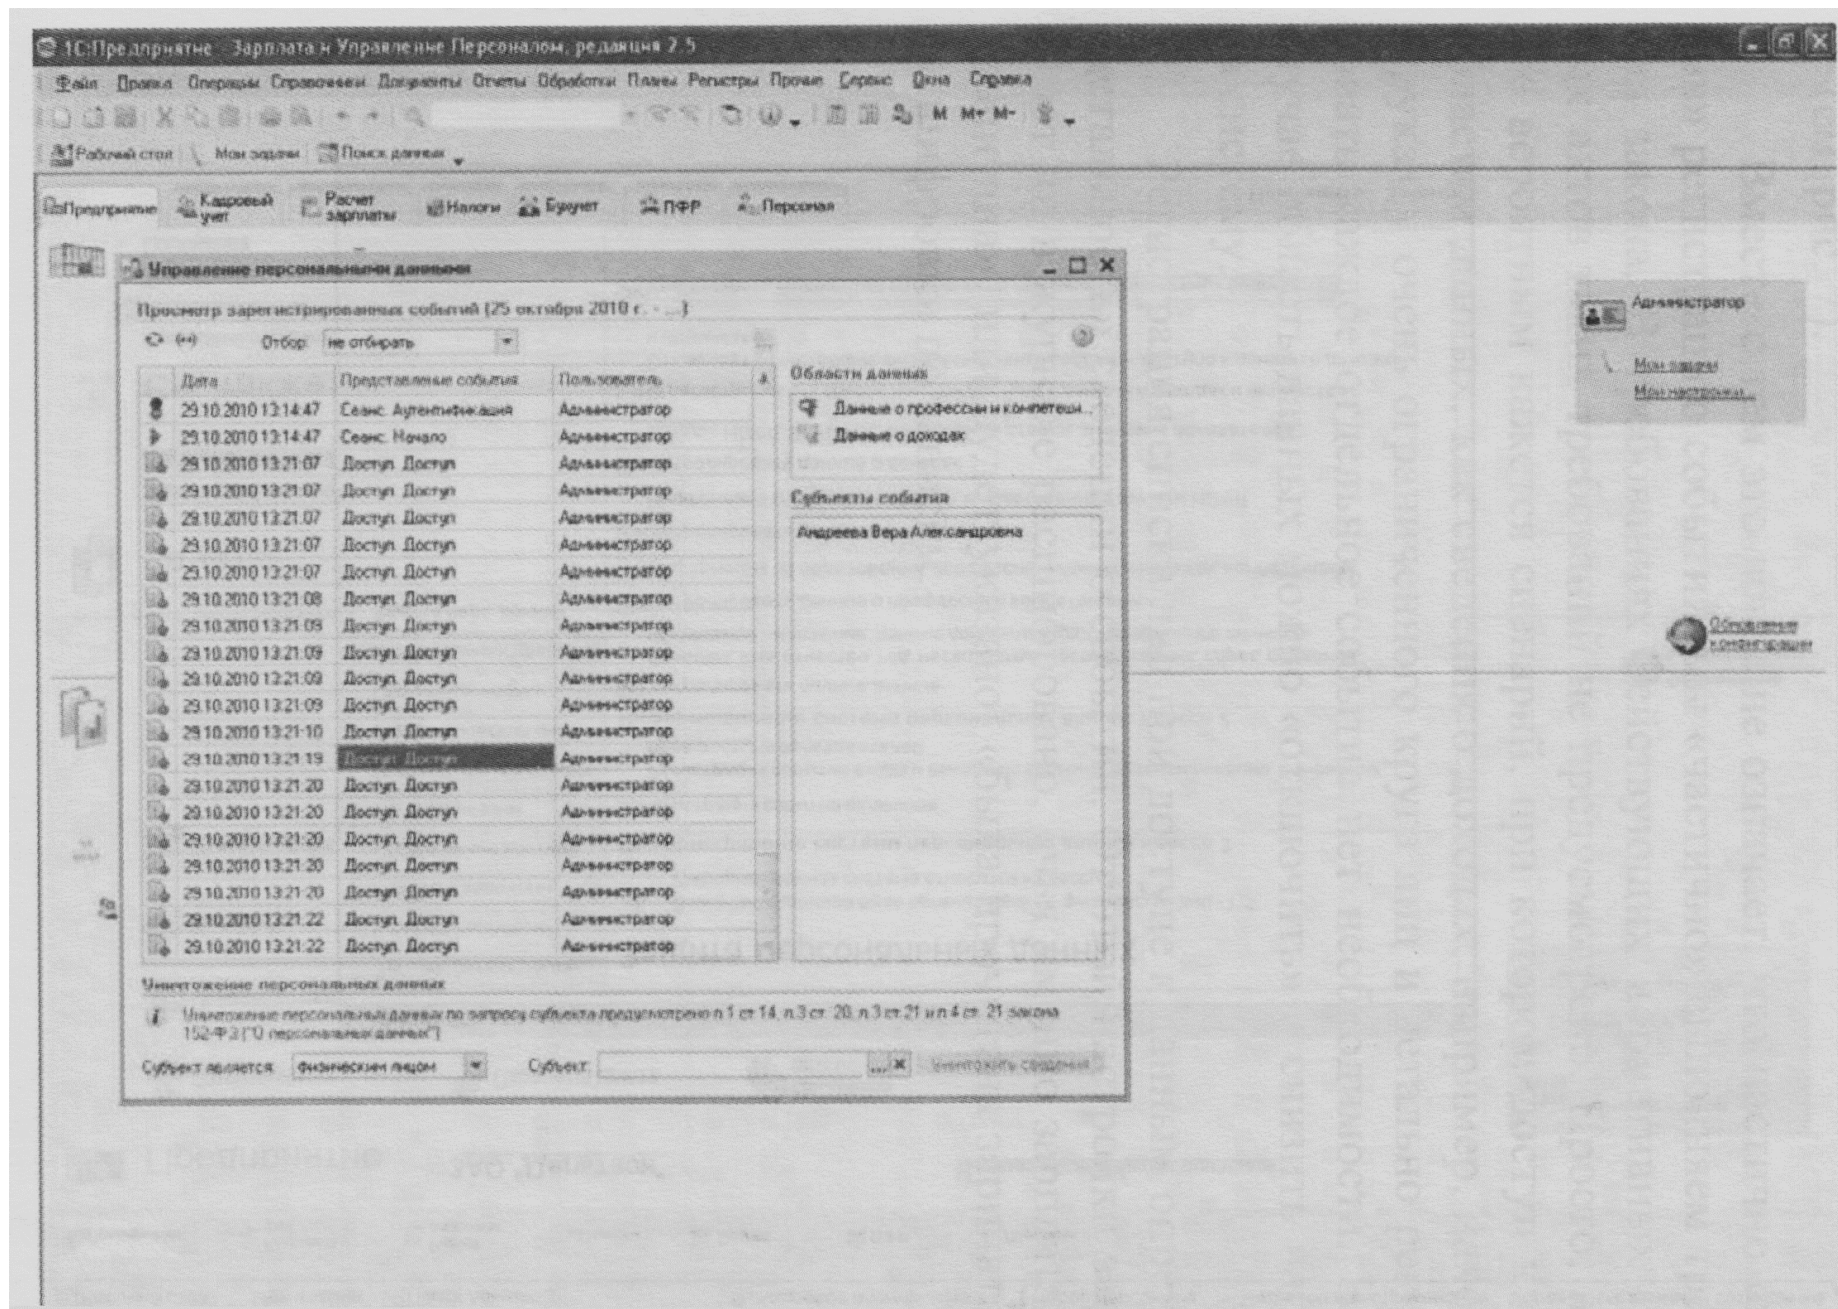 1С:Предприятие - Зарплата и Управление Персоналом, редакция 2.5
Файл Правка Операции Справочники Документы Отчеты Обработки Планы Регистры Прочие Сервис Окна Справка
M M+ M-
Рабочий стол Мои задачи Поиск данных
Предприятие Кадровый учет Расчет зарплаты Налоги Бухучет ПФР Персонал
Управление персональными данными
Просмотр зарегистрированных событий (25 октября 2010 г. - ...)
Отбор: не отбирать
Дата Представление события Пользователь
29.10.2010 13:14:47 Сеанс. Аутентификация Администратор
29.10.2010 13:14:47 Сеанс. Начало Администратор
29.10.2010 13:21:07 Доступ. Доступ Администратор
29.10.2010 13:21:07 Доступ. Доступ Администратор
29.10.2010 13:21:07 Доступ. Доступ Администратор
29.10.2010 13:21:07 Доступ. Доступ Администратор
29.10.2010 13:21:07 Доступ. Доступ Администратор
29.10.2010 13:21:08 Доступ. Доступ Администратор
29.10.2010 13:21:09 Доступ. Доступ Администратор
29.10.2010 13:21:09 Доступ. Доступ Администратор
29.10.2010 13:21:09 Доступ. Доступ Администратор
29.10.2010 13:21:09 Доступ. Доступ Администратор
29.10.2010 13:21:10 Доступ. Доступ Администратор
29.10.2010 13:21:19 Доступ. Доступ Администратор
29.10.2010 13:21:20 Доступ. Доступ Администратор
29.10.2010 13:21:20 Доступ. Доступ Администратор
29.10.2010 13:21:20 Доступ. Доступ Администратор
29.10.2010 13:21:20 Доступ. Доступ Администратор
29.10.2010 13:21:20 Доступ. Доступ Администратор
29.10.2010 13:21:22 Доступ. Доступ Администратор
29.10.2010 13:21:22 Доступ. Доступ Администратор
Области данных
Данные о профессии и компетенц...
Данные о доходах
Субъекты события
Андреева Вера Александровна
Уничтожение персональных данных
Уничтожение персональных данных по запросу субъекта предусмотрено п.1 ст. 14, п.3 ст. 20, п.3 ст. 21 и п.4 ст. 21 закона
152-ФЗ ("О персональных данных")
Субъект является: физическим лицом Субъект: ... Уничтожить сведения
Администратор
Мои задачи
Мои настройки...
Обновление
конфигурации